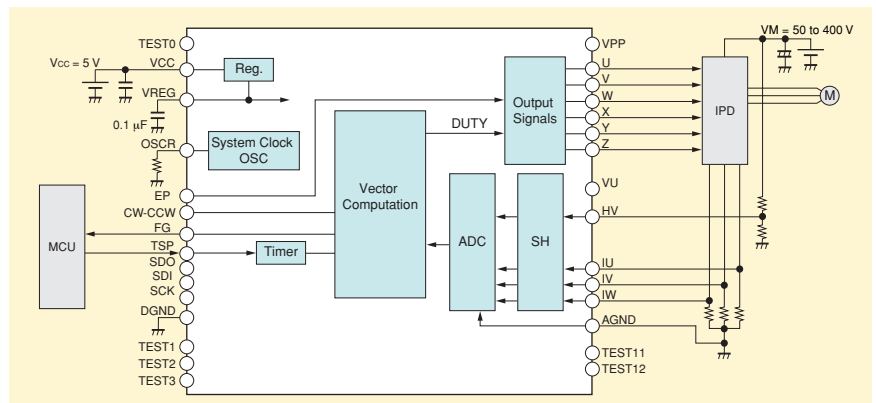 TEST0
VCC = 5 V
VCC
VREG
0.1 µF
OSCR
EP
CW-CCW
FG
TSP
SDO
SDI
SCK
DGND
TEST1
TEST2
TEST3
MCU
Reg.
System Clock
OSC
Timer
Vector
Computation
DUTY
ADC
SH
Output
Signals
VPP
U
V
W
X
Y
Z
VU
HV
IU
IV
IW
AGND
TEST11
TEST12
IPD
VM = 50 to 400 V
M